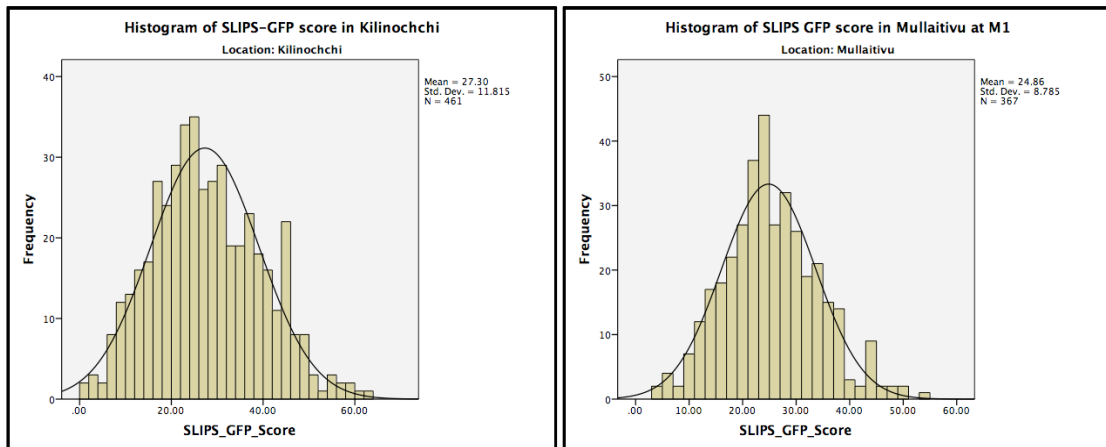 Histogram of SLIPS-GFP score in Kilinochchi
Location: Kilinochchi
Mean = 27.30
Std. Dev. = 11.815
N = 461
40
30
20
10
0
Frequency
.00 20.00 40.00 60.00
SLIPS_GFP_Score
Histogram of SLIPS GFP score in Mullaitivu at M1
Location: Mullaitivu
Mean = 24.86
Std. Dev. = 8.785
N = 367
50
40
30
20
10
0
Frequency
.00 10.00 20.00 30.00 40.00 50.00 60.00
SLIPS_GFP_Score